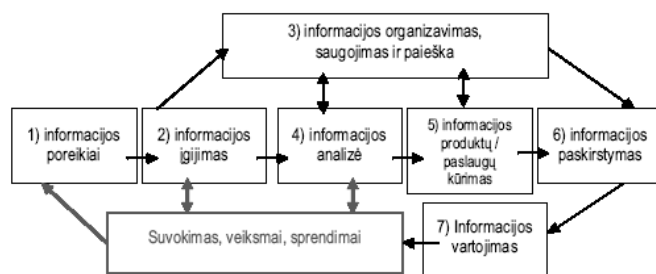 3) informacijos organizavimas,
saugojimas ir paieška
1) informacijos
poreikiai
2) informacijos
įgijimas
4) informacijos
analizė
5) informacijos
produktų /
paslaugų
kūrimas
6) informacijos
paskirstymas
Suvokimas, veiksmai, sprendimai
7) Informacijos
vartojimas